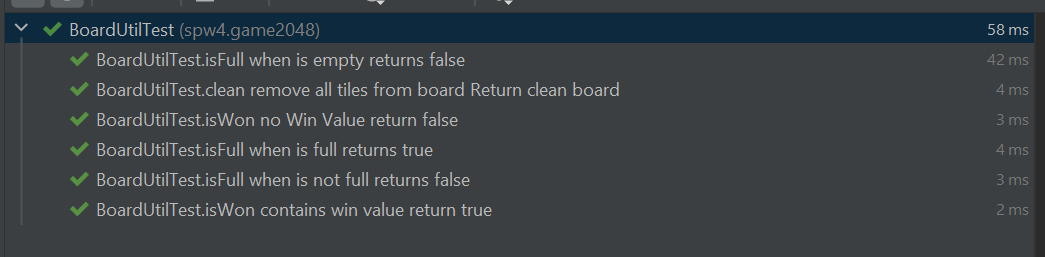 BoardUtilTest (spw4.game2048) 58 ms
BoardUtilTest.isFull when is empty returns false 42 ms
BoardUtilTest.clean remove all tiles from board Return clean board 4 ms
BoardUtilTest.isWon no Win Value return false 3 ms
BoardUtilTest.isFull when is full returns true 4 ms
BoardUtilTest.isFull when is not full returns false 3 ms
BoardUtilTest.isWon contains win value return true 2 ms